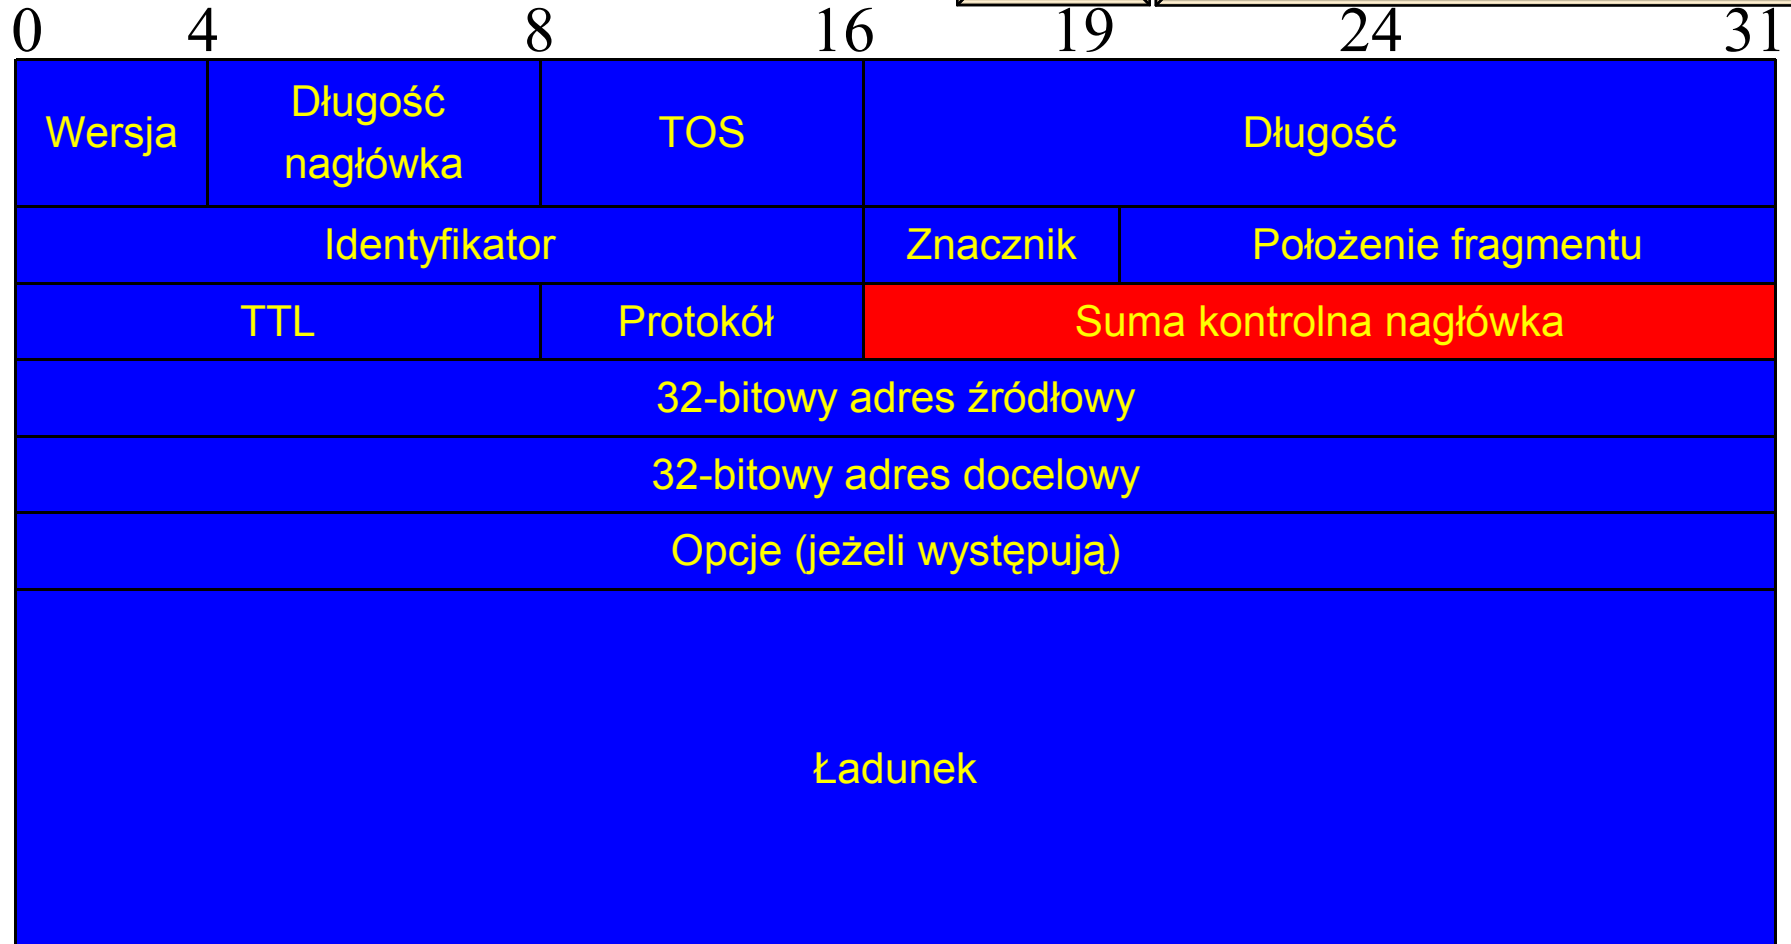 0 4 8 16 19 24 31
Wersja Długość nagłówka TOS Długość
Identyfikator Znacznik Położenie fragmentu
TTL Protokół Suma kontrolna nagłówka
32-bitowy adres źródłowy
32-bitowy adres docelowy
Opcje (jeżeli występują)
Ładunek